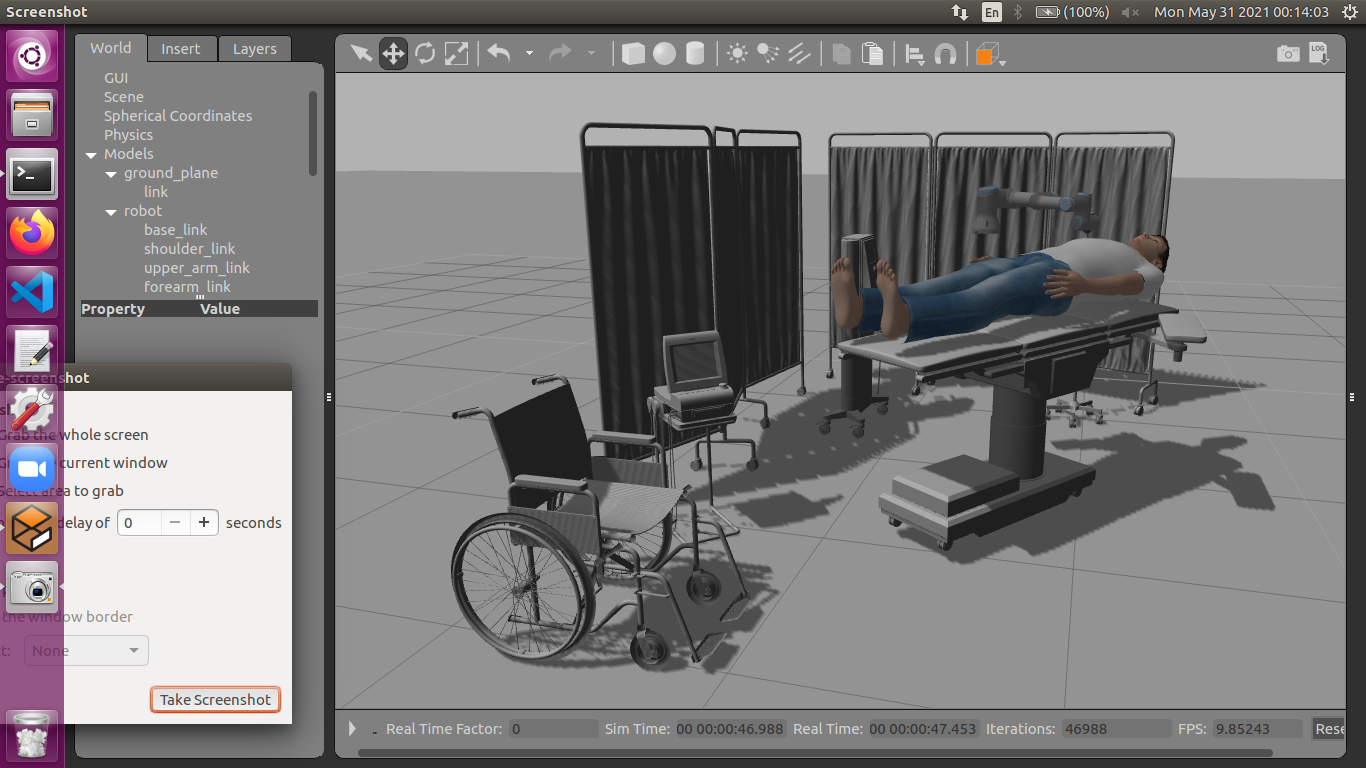 Screenshot
En
(100%)
Mon May 31 2021 00:14:03
World
Insert
Layers
GUI
Scene
Spherical Coordinates
Physics
Models
ground_plane
link
robot
base_link
shoulder_link
upper_arm_link
forearm_link
Property Value
e-screenshot
Grab the whole screen
current window
Select area to grab
delay of 0 − + seconds
the window border
ct: None
Take Screenshot
LOG
Real Time Factor: 0 Sim Time: 00 00:00:46.988 Real Time: 00 00:00:47.453 Iterations: 46988 FPS: 9.85243 Rese